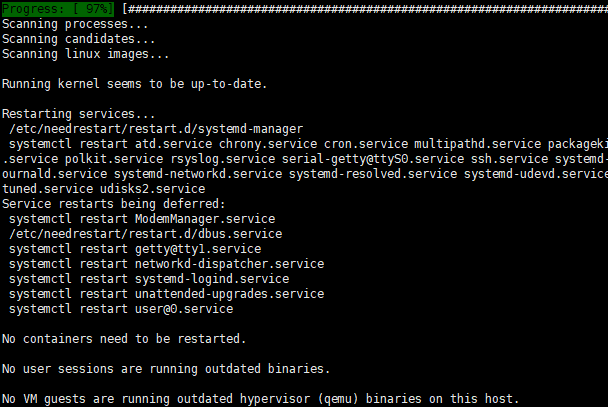 Progress: [ 97%] [###################################################################
Scanning processes...
Scanning candidates...
Scanning linux images...
Running kernel seems to be up-to-date.
Restarting services...
/etc/needrestart/restart.d/systemd-manager
systemctl restart atd.service chrony.service cron.service multipathd.service packageki
.service polkit.service rsyslog.service serial-getty@ttyS0.service ssh.service systemd-
ournald.service systemd-networkd.service systemd-resolved.service systemd-udevd.service
tuned.service udisks2.service
Service restarts being deferred:
systemctl restart ModemManager.service
/etc/needrestart/restart.d/dbus.service
systemctl restart getty@tty1.service
systemctl restart networkd-dispatcher.service
systemctl restart systemd-logind.service
systemctl restart unattended-upgrades.service
systemctl restart user@0.service
No containers need to be restarted.
No user sessions are running outdated binaries.
No VM guests are running outdated hypervisor (qemu) binaries on this host.